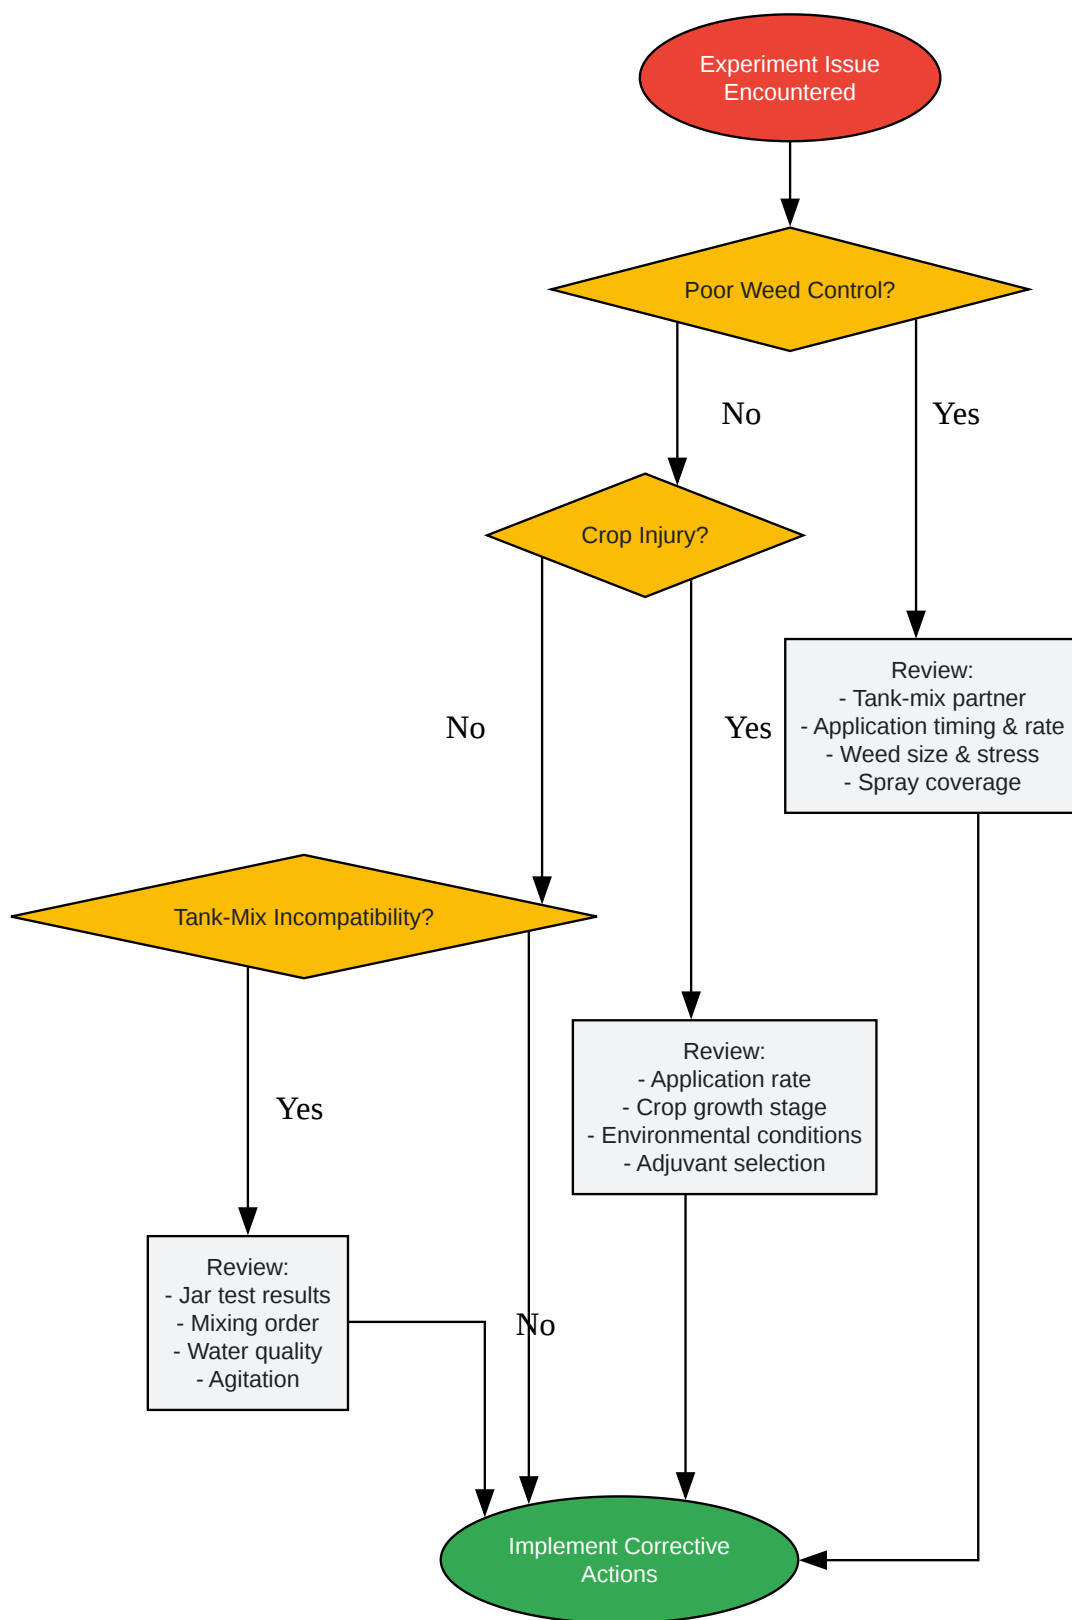 Experiment Issue
Encountered
Poor Weed Control?
No
Yes
Crop Injury?
No
Yes
Review:
- Tank-mix partner
- Application timing & rate
- Weed size & stress
- Spray coverage
Tank-Mix Incompatibility?
Yes
No
Review:
- Application rate
- Crop growth stage
- Environmental conditions
- Adjuvant selection
Review:
- Jar test results
- Mixing order
- Water quality
- Agitation
Implement Corrective
Actions